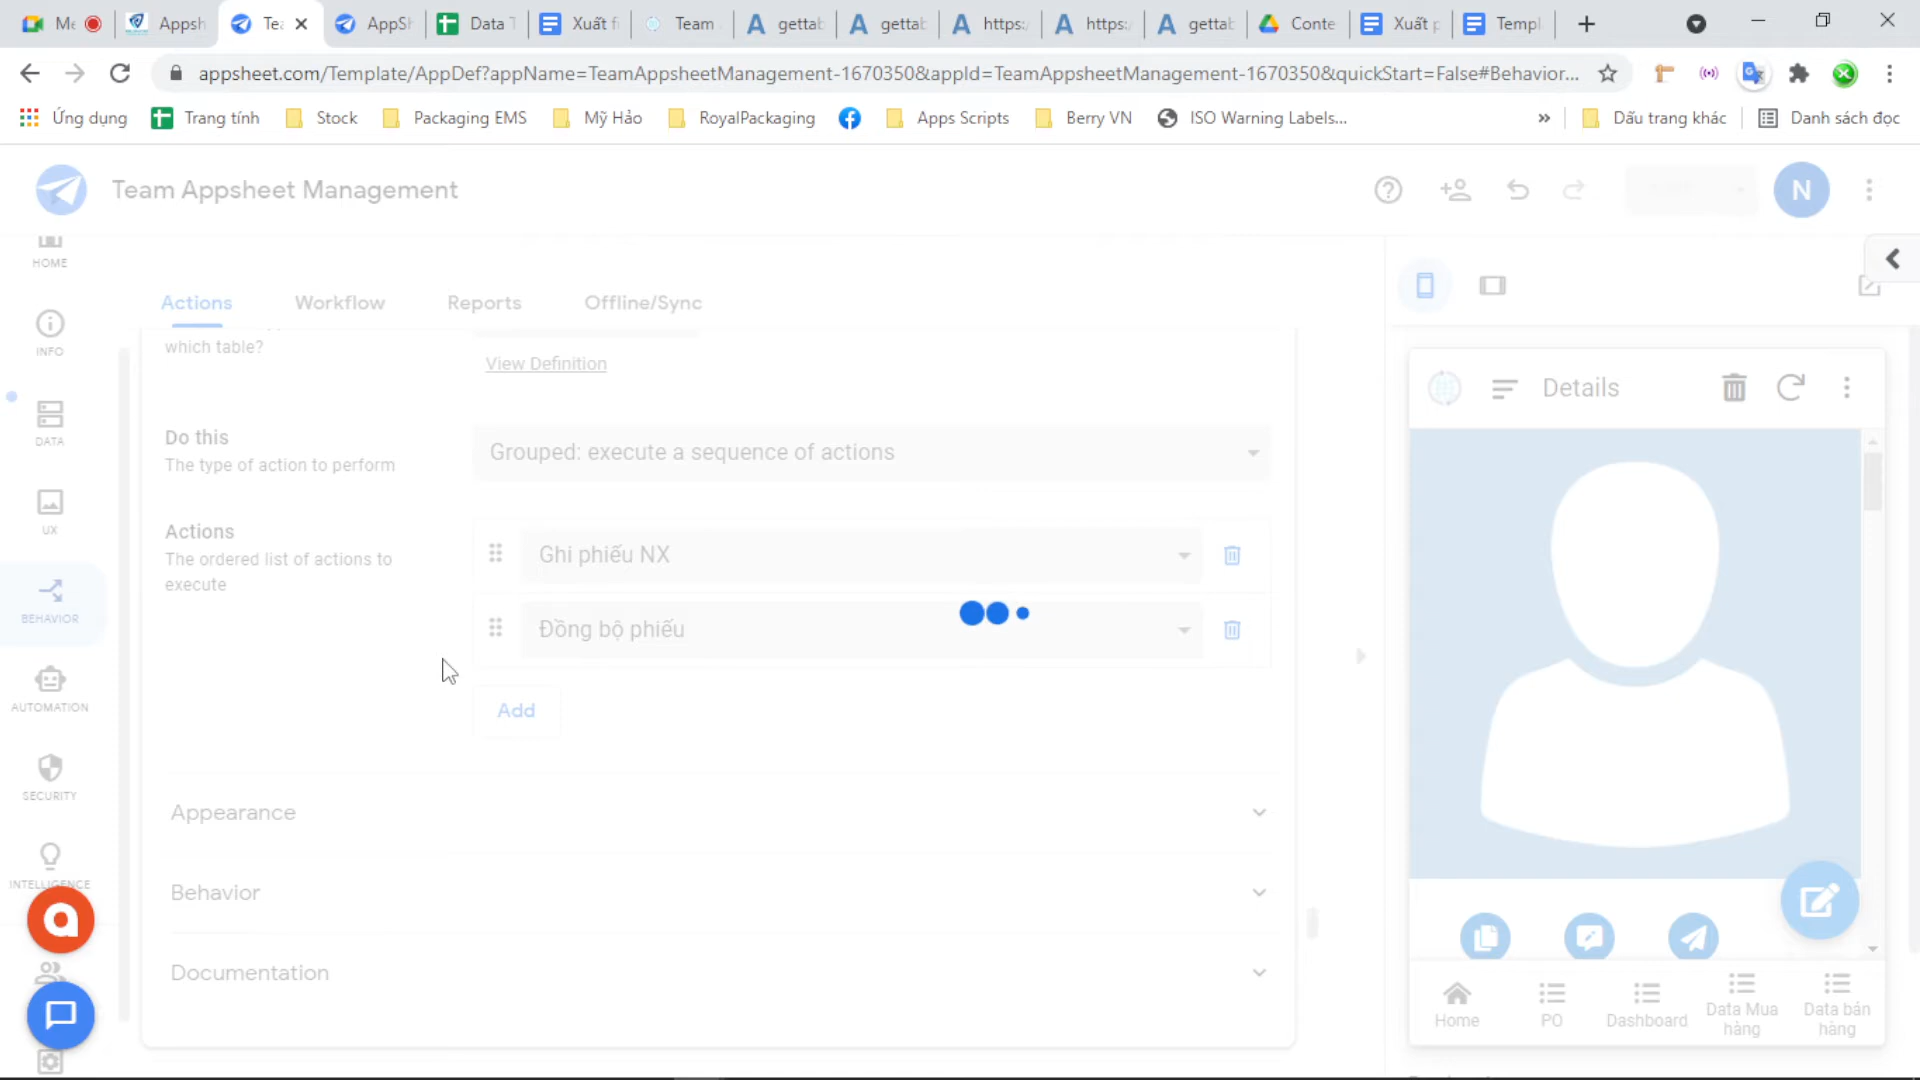 Me
Appsh
Tea
AppSh
Data T
Xuất fi
Team
gettab
gettab
https:/
https:/
gettab
Conte
Xuất p
Templ
appsheet.com/Template/AppDef?appName=TeamAppsheetManagement-1670350&appId=TeamAppsheetManagement-1670350&quickStart=False#Behavior...
Ứng dụng
Trang tính
Stock
Packaging EMS
Mỹ Hảo
RoyalPackaging
Apps Scripts
Berry VN
ISO Warning Labels...
»
Dấu trang khác
Danh sách đọc
Team Appsheet Management
N
HOME
INFO
DATA
UX
BEHAVIOR
AUTOMATION
SECURITY
INTELLIGENCE
Actions
Workflow
Reports
Offline/Sync
which table?
View Definition
Do this
The type of action to perform
Grouped: execute a sequence of actions
Actions
The ordered list of actions to
execute
Ghi phiếu NX
Đồng bộ phiếu
Add
Appearance
Behavior
Documentation
Details
Home
PO
Dashboard
Data Mua
hàng
Data bán
hàng